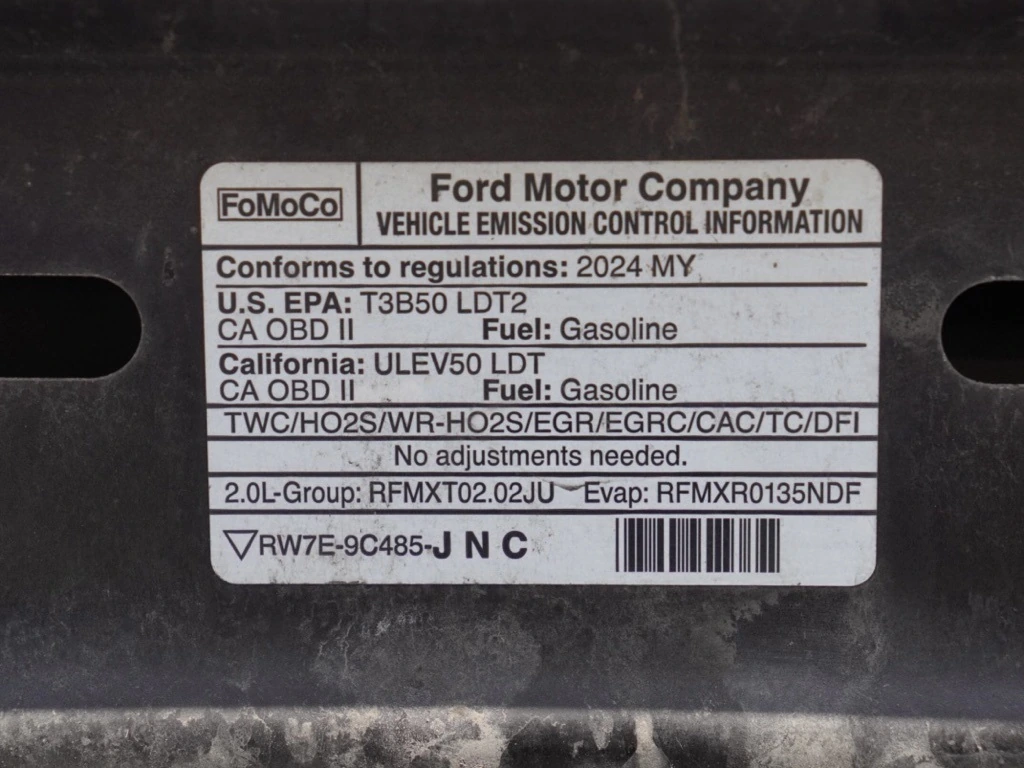 FoMoCo
Ford Motor Company
VEHICLE EMISSION CONTROL INFORMATION
Conforms to regulations: 2024 MY
U.S. EPA: T3B50 LDT2
CA OBD II Fuel: Gasoline
California: ULEV50 LDT
CA OBD II Fuel: Gasoline
TWC/HO2S/WR-HO2S/EGR/EGRC/CAC/TC/DFI
No adjustments needed.
2.0L-Group: RFMXT02.02JU Evap: RFMXR0135NDF
RW7E-9C485-J N C